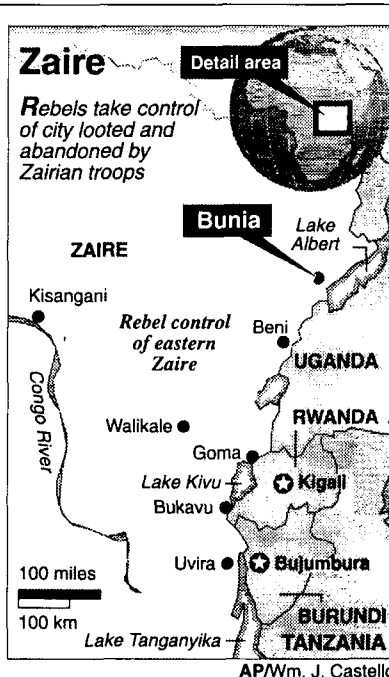 Zaire
Detail area
Rebels take control
of city looted and
abandoned by
Zairian troops
Bunia
Lake
Albert
ZAIRE
Kisangani
Rebel control
of eastern
Zaire
Beni
UGANDA
Congo River
Walikale
RWANDA
Goma
Lake Kivu
Kigali
Bukavu
Uvira
Bujumbura
100 miles
100 km
BURUNDI
Lake Tanganyika
TANZANIA
AP/Wm. J. Castello